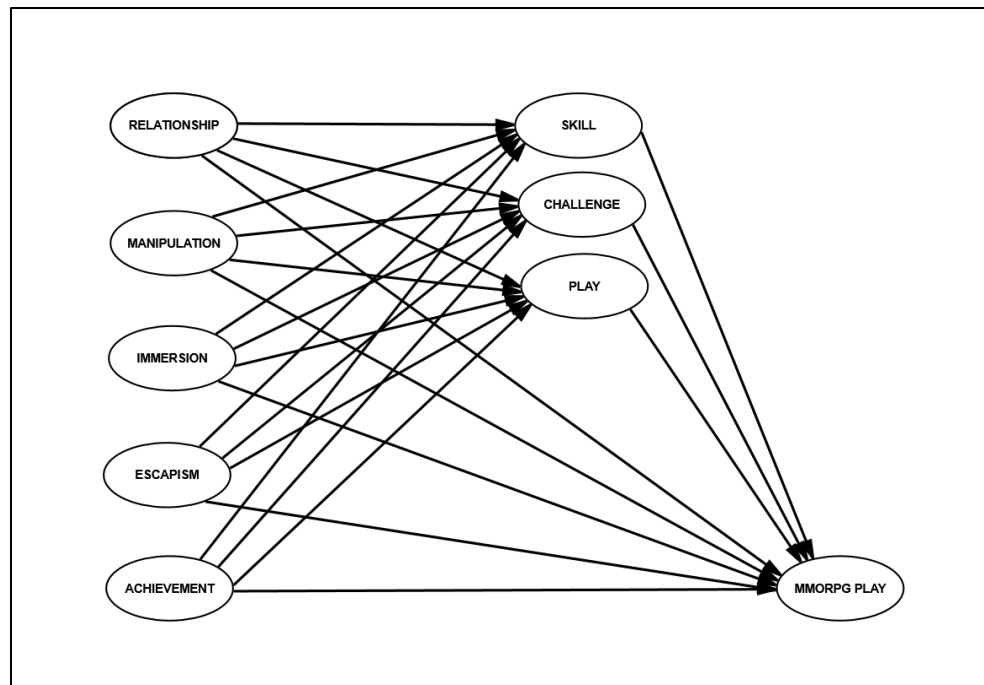 RELATIONSHIP
SKILL
CHALLENGE
MANIPULATION
PLAY
IMMERSION
ESCAPISM
ACHIEVEMENT
MMORPG PLAY